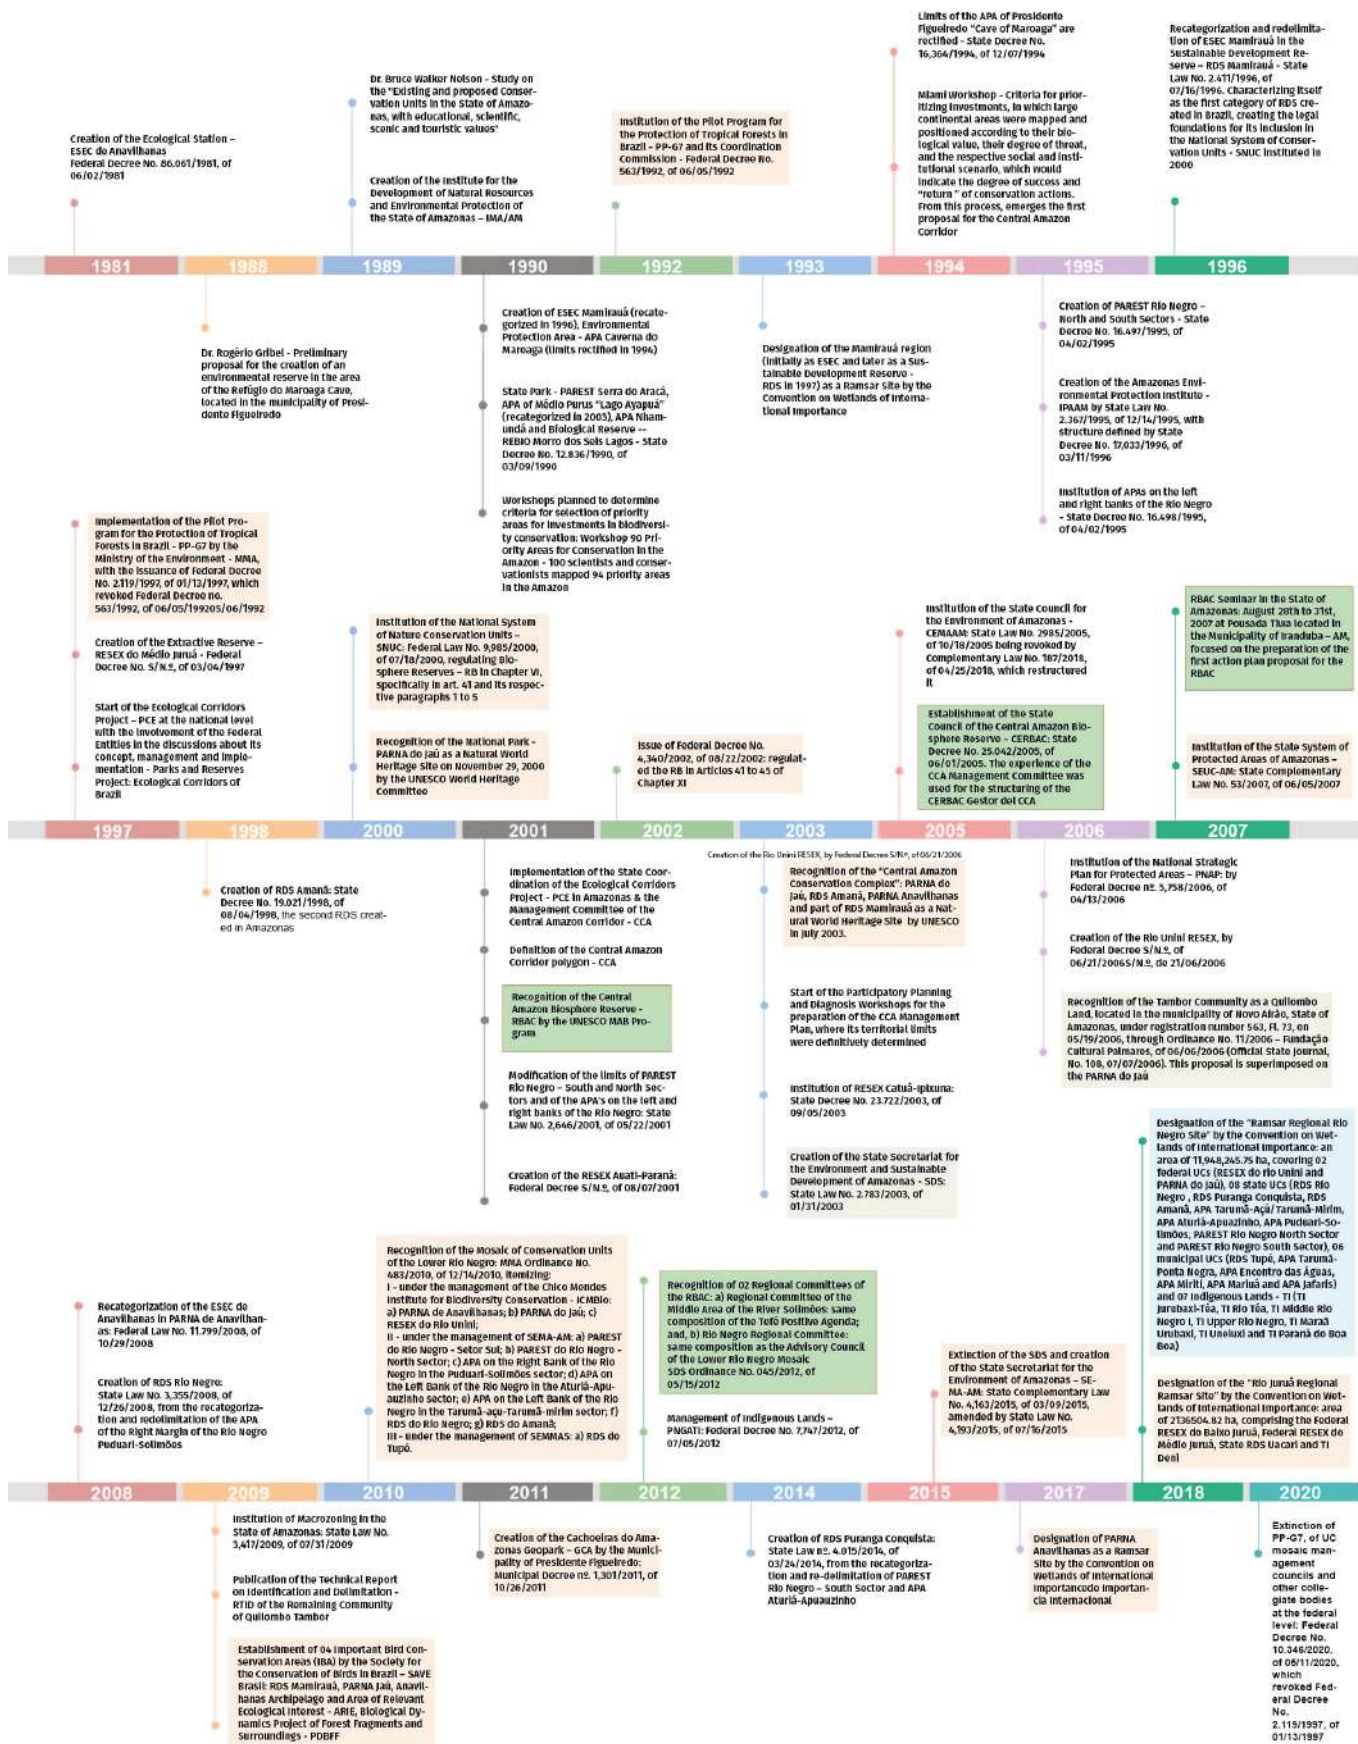 Creation of the Ecological Station –
ESEC de Anavilhanas
Federal Decree No. 86.061/1981, of
06/02/1981
Dr. Bruce Walker Nelson - Study on
the "Existing and proposed Conser-
vation Units in the State of Amazo-
nas, with educational, scientific,
scenic and touristic values"
Creation of the Institute for the
Development of Natural Resources
and Environmental Protection of
the State of Amazonas – IMA/AM
Institution of the Pilot Program for
the Protection of Tropical Forests in
Brazil - PP-G7 and its Coordination
Commission - Federal Decree No.
563/1992, of 06/05/1992
Limits of the APA of Presidente
Figueiredo "Cave of Maroaga" are
rectified - State Decree No.
16,364/1994, of 12/07/1994
Miami Workshop - Criteria for prior-
itizing investments, in which large
continental areas were mapped and
positioned according to their bio-
logical value, their degree of threat,
and the respective social and insti-
tutional scenario, which would
indicate the degree of success and
"return" of conservation actions.
From this process, emerges the first
proposal for the Central Amazon
Corridor
Recategorization and redelimita-
tion of ESEC Mamirauá in the
Sustainable Development Re-
serve – RDS Mamirauá - State
Law No. 2.411/1996, of
07/16/1996. Characterizing itself
as the first category of RDS cre-
ated in Brazil, creating the legal
foundations for its inclusion in
the National System of Conser-
vation Units - SNUC instituted in
2000
1981
1988
1989
1990
1992
1993
1994
1995
1996
Dr. Rogério Gribel - Preliminary
proposal for the creation of an
environmental reserve in the area
of the Refúgio do Maroaga Cave,
located in the municipality of Presi-
dente Figueiredo
Creation of ESEC Mamirauá (recate-
gorized in 1996), Environmental
Protection Area - APA Caverna do
Maroaga (limits rectified in 1994)
State Park - PAREST Serra do Aracá,
APA of Médio Purus "Lago Ayapuá"
(recategorized in 2003), APA Nham-
undá and Biological Reserve --
REBIO Morro dos Seis Lagos - State
Decree No. 12.836/1990, of
03/09/1990
Workshops planned to determine
criteria for selection of priority
areas for investments in biodiversi-
ty conservation: Workshop 90 Pri-
ority Areas for Conservation in the
Amazon - 100 scientists and conser-
vationists mapped 94 priority areas
in the Amazon
Designation of the Mamirauá region
(initially as ESEC and later as a Sus-
tainable Development Reserve -
RDS in 1997) as a Ramsar Site by the
Convention on Wetlands of Interna-
tional Importance
Creation of PAREST Rio Negro –
North and South Sectors - State
Decree No. 16.497/1995, of
04/02/1995
Creation of the Amazonas Envi-
ronmental Protection Institute -
IPAAM by State Law No.
2.367/1995, of 12/14/1995, with
structure defined by State
Decree No. 17,033/1996, of
03/11/1996
Institution of APAs on the left
and right banks of the Rio Negro
- State Decree No. 16.498/1995,
of 04/02/1995
Implementation of the Pilot Pro-
gram for the Protection of Tropical
Forests in Brazil - PP-G7 by the
Ministry of the Environment - MMA,
with the issuance of Federal Decree
No. 2.119/1997, of 01/13/1997, which
revoked Federal Decree no.
563/1992, of 06/05/199205/06/1992
Creation of the Extractive Reserve –
RESEX do Médio Juruá - Federal
Decree No. S/N.º, of 03/04/1997
Start of the Ecological Corridors
Project – PCE at the national level
with the involvement of the Federal
Entities in the discussions about its
concept, management and imple-
mentation - Parks and Reserves
Project: Ecological Corridors of
Brazil
Institution of the National System
of Nature Conservation Units –
SNUC: Federal Law No. 9,985/2000,
of 07/18/2000, regulating Bio-
sphere Reserves – RB in Chapter VI,
specifically in art. 41 and its respec-
tive paragraphs 1 to 5
Recognition of the National Park –
PARNA do Jaú as a Natural World
Heritage Site on November 29, 2000
by the UNESCO World Heritage
Committee
Issue of Federal Decree No.
4,340/2002, of 08/22/2002: regulat-
ed the RB in Articles 41 to 45 of
Chapter XI
Institution of the State Council for
the Environment of Amazonas -
CEMAAM: State Law No. 2985/2005,
of 10/18/2005 being revoked by
Complementary Law No. 187/2018,
of 04/25/2018, which restructured
it
Establishment of the State
Council of the Central Amazon Bio-
sphere Reserve – CERBAC: State
Decree No. 25.042/2005, of
06/01/2005. The experience of the
CCA Management Committee was
used for the structuring of the
CERBAC Gestor del CCA
RBAC Seminar in the State of
Amazonas: August 28th to 31st,
2007 at Pousada Tiwa located in
the Municipality of Iranduba – AM,
focused on the preparation of the
first action plan proposal for the
RBAC
Institution of the State System of
Protected Areas of Amazonas –
SEUC-AM: State Complementary
Law No. 53/2007, of 06/05/2007
1997
1998
2000
2001
2002
2003
2005
2006
2007
Creation of RDS Amanã: State
Decree No. 19.021/1998, of
08/04/1998, the second RDS creat-
ed in Amazonas
Implementation of the State Coor-
dination of the Ecological Corridors
Project - PCE in Amazonas & the
Management Committee of the
Central Amazon Corridor - CCA
Definition of the Central Amazon
Corridor polygon - CCA
Recognition of the Central
Amazon Biosphere Reserve -
RBAC by the UNESCO MAB Pro-
gram
Modification of the limits of PAREST
Rio Negro – South and North Sec-
tors and of the APA's on the left and
right banks of the Rio Negro: State
Law No. 2,646/2001, of 05/22/2001
Creation of the RESEX Auati-Paraná:
Federal Decree S/N.º, of 08/07/2001
Creation of the Rio Unini RESEX, by Federal Decree S/N.º, of 06/21/2006
Recognition of the "Central Amazon
Conservation Complex": PARNA do
Jaú, RDS Amanã, PARNA Anavilhanas
and part of RDS Mamirauá as a Nat-
ural World Heritage Site by UNESCO
in July 2003.
Start of the Participatory Planning
and Diagnosis Workshops for the
preparation of the CCA Management
Plan, where its territorial limits
were definitively determined
Institution of RESEX Catuá-Ipixuna:
State Decree No. 23.722/2003, of
09/05/2003
Creation of the State Secretariat for
the Environment and Sustainable
Development of Amazonas - SDS:
State Law No. 2.783/2003, of
01/31/2003
Institution of the National Strategic
Plan for Protected Areas – PNAP: by
Federal Decree nº. 5,758/2006, of
04/13/2006
Creation of the Rio Unini RESEX, by
Federal Decree S/N.º, of
06/21/2006S/N.º, de 21/06/2006
Recognition of the Tambor Community as a Quilombo
Land, located in the municipality of Novo Airão, State of
Amazonas, under registration number 563, Fl. 73, on
05/19/2006, through Ordinance No. 11/2006 – Fundação
Cultural Palmares, of 06/06/2006 (Official State Journal,
No. 108, 07/07/2006). This proposal is superimposed on
the PARNA do Jaú
Designation of the "Ramsar Regional Rio
Negro Site" by the Convention on Wet-
lands of International Importance: an
area of 11,948,245.75 ha, covering 02
federal UCs (RESEX do rio Unini and
PARNA do Jaú), 08 state UCs (RDS Rio
Negro , RDS Puranga Conquista, RDS
Amanã, APA Tarumã-Açú/Tarumã-Mirim,
APA Aturiá-Apuazinho, APA Puduari-So-
limões, PAREST Rio Negro North Sector
and PAREST Rio Negro South Sector), 06
municipal UCs (RDS Tupé, APA Tarumã-
Ponta Negra, APA Encontro das Águas,
APA Miriti, APA Mariuá and APA Jafaris)
and 07 Indigenous Lands - TI (TI
Jurubaxi-Téa, TI Rio Téa, TI Middle Rio
Negro I, TI Upper Rio Negro, TI Maraã
Urubaxi, TI Uneiuxi and TI Paraná do Boa
Boa)
Designation of the "Rio Juruá Regional
Ramsar Site" by the Convention on Wet-
lands of International Importance: area
of 2136504.82 ha, comprising the Federal
RESEX do Baixo Juruá, Federal RESEX do
Médio Juruá, State RDS Uacari and TI
Deni
Recategorization of the ESEC de
Anavilhanas in PARNA de Anavilhan-
as: Federal Law No. 11.799/2008, of
10/29/2008
Creation of RDS Rio Negro:
State Law No. 3,355/2008, of
12/26/2008, from the recategoriza-
tion and redelimitation of the APA
of the Right Margin of the Rio Negro
Puduari-Solimões
Recognition of the Mosaic of Conservation Units
of the Lower Rio Negro: MMA Ordinance No.
483/2010, of 12/14/2010, itemizing:
I - under the management of the Chico Mendes
Institute for Biodiversity Conservation - ICMBio:
a) PARNA de Anavilhanas; b) PARNA do Jaú; c)
RESEX do Rio Unini;
II - under the management of SEMA-AM: a) PAREST
do Rio Negro - Setor Sul; b) PAREST do Rio Negro -
North Sector; c) APA on the Right Bank of the Rio
Negro in the Puduari-Solimões sector; d) APA on
the Left Bank of the Rio Negro in the Aturiá-Apu-
auzinho sector; e) APA on the Left Bank of the Rio
Negro in the Tarumã-açu-Tarumã-mirim sector; f)
RDS do Rio Negro; g) RDS do Amanã;
III - under the management of SEMMAS: a) RDS do
Tupé.
Recognition of 02 Regional Committees of
the RBAC: a) Regional Committee of the
Middle Area of the River Solimões: same
composition of the Tefé Positive Agenda;
and, b) Rio Negro Regional Committee:
same composition as the Advisory Council
of the Lower Rio Negro Mosaic
SDS Ordinance No. 045/2012, of
05/15/2012
Management of Indigenous Lands –
PNGATI: Federal Decree No. 7,747/2012, of
07/05/2012
Extinction of the SDS and creation
of the State Secretariat for the
Environment of Amazonas – SE-
MA-AM: State Complementary Law
No. 4,163/2015, of 03/09/2015,
amended by State Law No.
4,193/2015, of 07/16/2015
2008
2009
2010
2011
2012
2014
2015
2017
2018
2020
Institution of Macrozoning in the
State of Amazonas: State Law No.
3,417/2009, of 07/31/2009
Publication of the Technical Report
on Identification and Delimitation -
RTID of the Remaining Community
of Quilombo Tambor
Establishment of 04 Important Bird Con-
servation Areas (IBA) by the Society for
the Conservation of Birds in Brazil – SAVE
Brasil: RDS Mamirauá, PARNA Jaú, Anavil-
hanas Archipelago and Area of Relevant
Ecological Interest - ARIE, Biological Dy-
namics Project of Forest Fragments and
Surroundings - PDBFF
Creation of the Cachoeiras do Ama-
zonas Geopark – GCA by the Munici-
pality of Presidente Figueiredo:
Municipal Decree nº. 1,301/2011, of
10/26/2011
Creation of RDS Puranga Conquista:
State Law nº. 4.015/2014, of
03/24/2014, from the recategoriza-
tion and re-delimitation of PAREST
Rio Negro – South Sector and APA
Aturiá-Apuauzinho
Designation of PARNA
Anavilhanas as a Ramsar
Site by the Convention on
Wetlands of International
Importancede Importan-
cia Internacional
Extinction of
PP-G7, of UC
mosaic man-
agement
councils and
other colle-
giate bodies
at the federal
level: Federal
Decree No.
10.346/2020,
of 05/11/2020,
which
revoked Fed-
eral Decree
No.
2.119/1997, of
01/13/1997